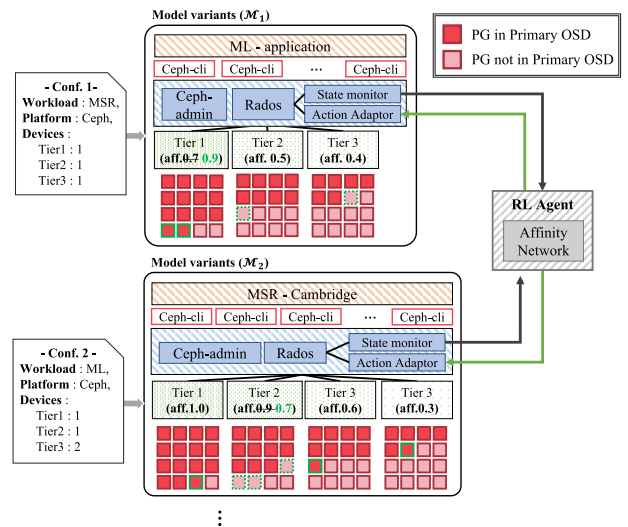 Model variants (ℳ₁)
PG in Primary OSD
PG not in Primary OSD
ML - application
Ceph-cli Ceph-cli ... Ceph-cli
- Conf. 1-
Workload : MSR,
Platform : Ceph,
Devices :
Tier1 : 1
Tier2 : 1
Tier3 : 1
Ceph-
admin
Rados
State monitor
Action Adaptor
Tier 1
(aff.0.7 0.9)
Tier 2
(aff. 0.5)
Tier 3
(aff. 0.4)
RL Agent
Affinity
Network
Model variants (ℳ₂)
MSR - Cambridge
Ceph-cli Ceph-cli Ceph-cli ... Ceph-cli
- Conf. 2 -
Workload : ML,
Platform : Ceph,
Devices :
Tier1 : 1
Tier2 : 1
Tier3 : 2
Ceph-admin
Rados
State monitor
Action Adaptor
Tier 1
(aff.1.0)
Tier 2
(aff.0.9 0.7)
Tier 3
(aff.0.6)
Tier 3
(aff.0.3)
⋮